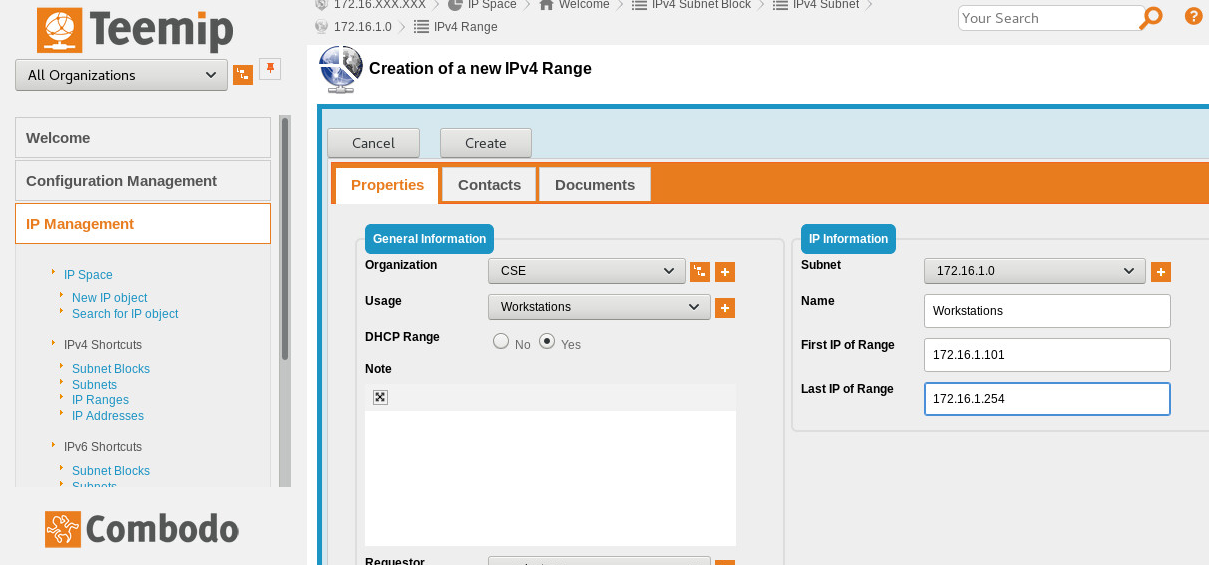 172.16.XXX.XXX IP Space Welcome IPv4 Subnet Block IPv4 Subnet
172.16.1.0 IPv4 Range
Your Search
?
Teemip
All Organizations
Creation of a new IPv4 Range
Welcome
Configuration Management
IP Management
IP Space
New IP object
Search for IP object
IPv4 Shortcuts
Subnet Blocks
Subnets
IP Ranges
IP Addresses
IPv6 Shortcuts
Subnet Blocks
Subnets
Combodo
Cancel Create
Properties Contacts Documents
General Information
Organization CSE
Usage Workstations
DHCP Range No Yes
Note
Requestor
IP Information
Subnet 172.16.1.0
Name Workstations
First IP of Range 172.16.1.101
Last IP of Range 172.16.1.254